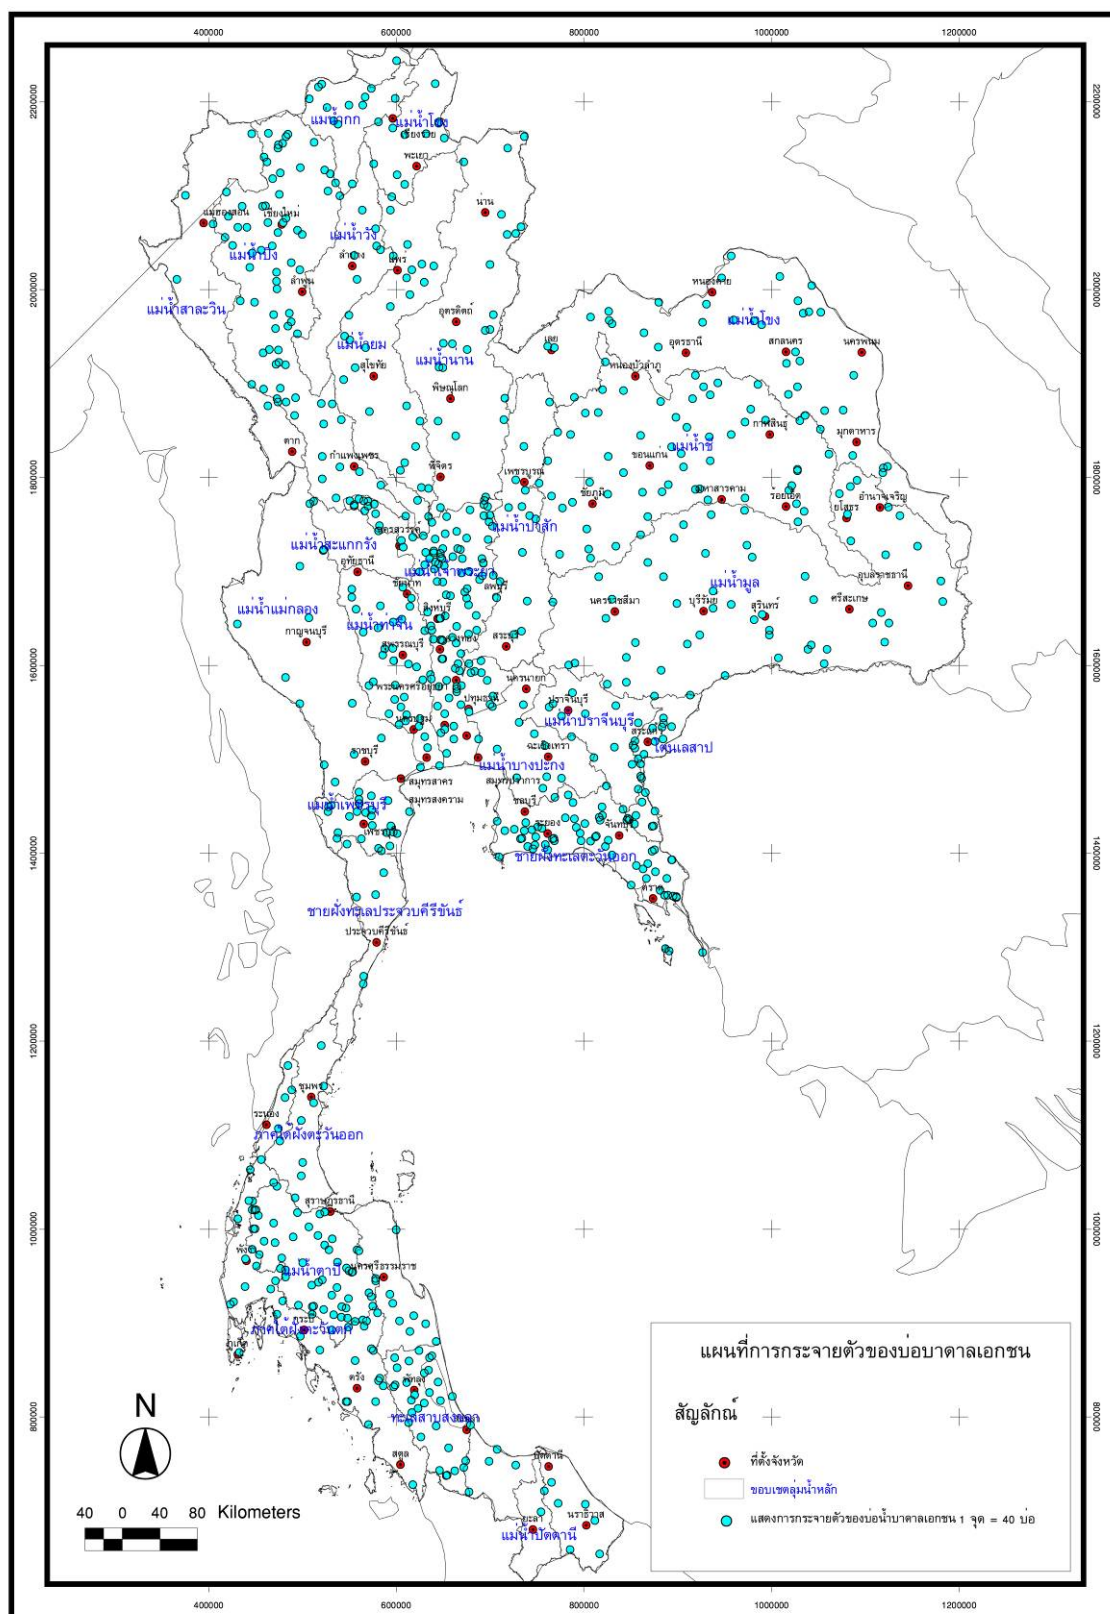 400000
600000
800000
1000000
1200000
2200000
2200000
แม่น้ำกก
แม่น้ำโขง
เชียงราย
พะเยา
น่าน
แม่ฮ่องสอน
เชียงใหม่
แม่น้ำวัง
แม่น้ำปิง
ลำปาง
แพร่
2000000
2000000
ลำพูน
หนองคาย
แม่น้ำสาละวิน
อุตรดิตถ์
แม่น้ำโขง
แม่น้ำยม
แม่น้ำน่าน
เลย
อุดรธานี
สกลนคร
นครพนม
สุโขทัย
หนองบัวลำภู
พิษณุโลก
ตาก
กาฬสินธุ์
มุกดาหาร
แม่น้ำชี
กำแพงเพชร
พิจิตร
ขอนแก่น
1800000
1800000
เพชรบูรณ์
ชัยภูมิ
มหาสารคาม
ร้อยเอ็ด
ยโสธร
อำนาจเจริญ
แม่น้ำป่าสัก
นครสวรรค์
แม่น้ำสะแกกรัง
อุทัยธานี
แม่น้ำเจ้าพระยา
ชัยนาท
ลพบุรี
แม่น้ำมูล
อุบลราชธานี
แม่น้ำแม่กลอง
สิงห์บุรี
แม่น้ำท่าจีน
นครราชสีมา
บุรีรัมย์
สุรินทร์
ศรีสะเกษ
กาญจนบุรี
สุพรรณบุรี
อ่างทอง
สระบุรี
1600000
1600000
พระนครศรีอยุธยา
นครนายก
ปทุมธานี
ปราจีนบุรี
นครปฐม
แม่น้ำปราจีนบุรี
สระแก้ว
โตนเลสาป
ราชบุรี
ฉะเชิงเทรา
แม่น้ำบางปะกง
สมุทรสาคร
สมุทรปราการ
แม่น้ำเพชรบุรี
สมุทรสงคราม
ชลบุรี
เพชรบุรี
ระยอง
จันทบุรี
1400000
1400000
ชายฝั่งทะเลตะวันออก
ตราด
ชายฝั่งทะเลประจวบคีรีขันธ์
ประจวบคีรีขันธ์
1200000
1200000
ชุมพร
ระนอง
ภาคใต้ฝั่งตะวันออก
สุราษฎร์ธานี
1000000
1000000
พังงา
แม่น้ำตาปี
นครศรีธรรมราช
กระบี่
ภาคใต้ฝั่งตะวันตก
ภูเก็ต
ตรัง
พัทลุง
800000
800000
ทะเลสาบสงขลา
สตูล
ปัตตานี
ยะลา
นราธิวาส
แม่น้ำปัตตานี
N
40 0 40 80 Kilometers
แผนที่การกระจายตัวของบ่อบาดาลเอกชน
สัญลักษณ์
ที่ตั้งจังหวัด
ขอบเขตลุ่มน้ำหลัก
แสดงการกระจายตัวของบ่อน้ำบาดาลเอกชน 1 จุด = 40 บ่อ
400000
600000
800000
1000000
1200000